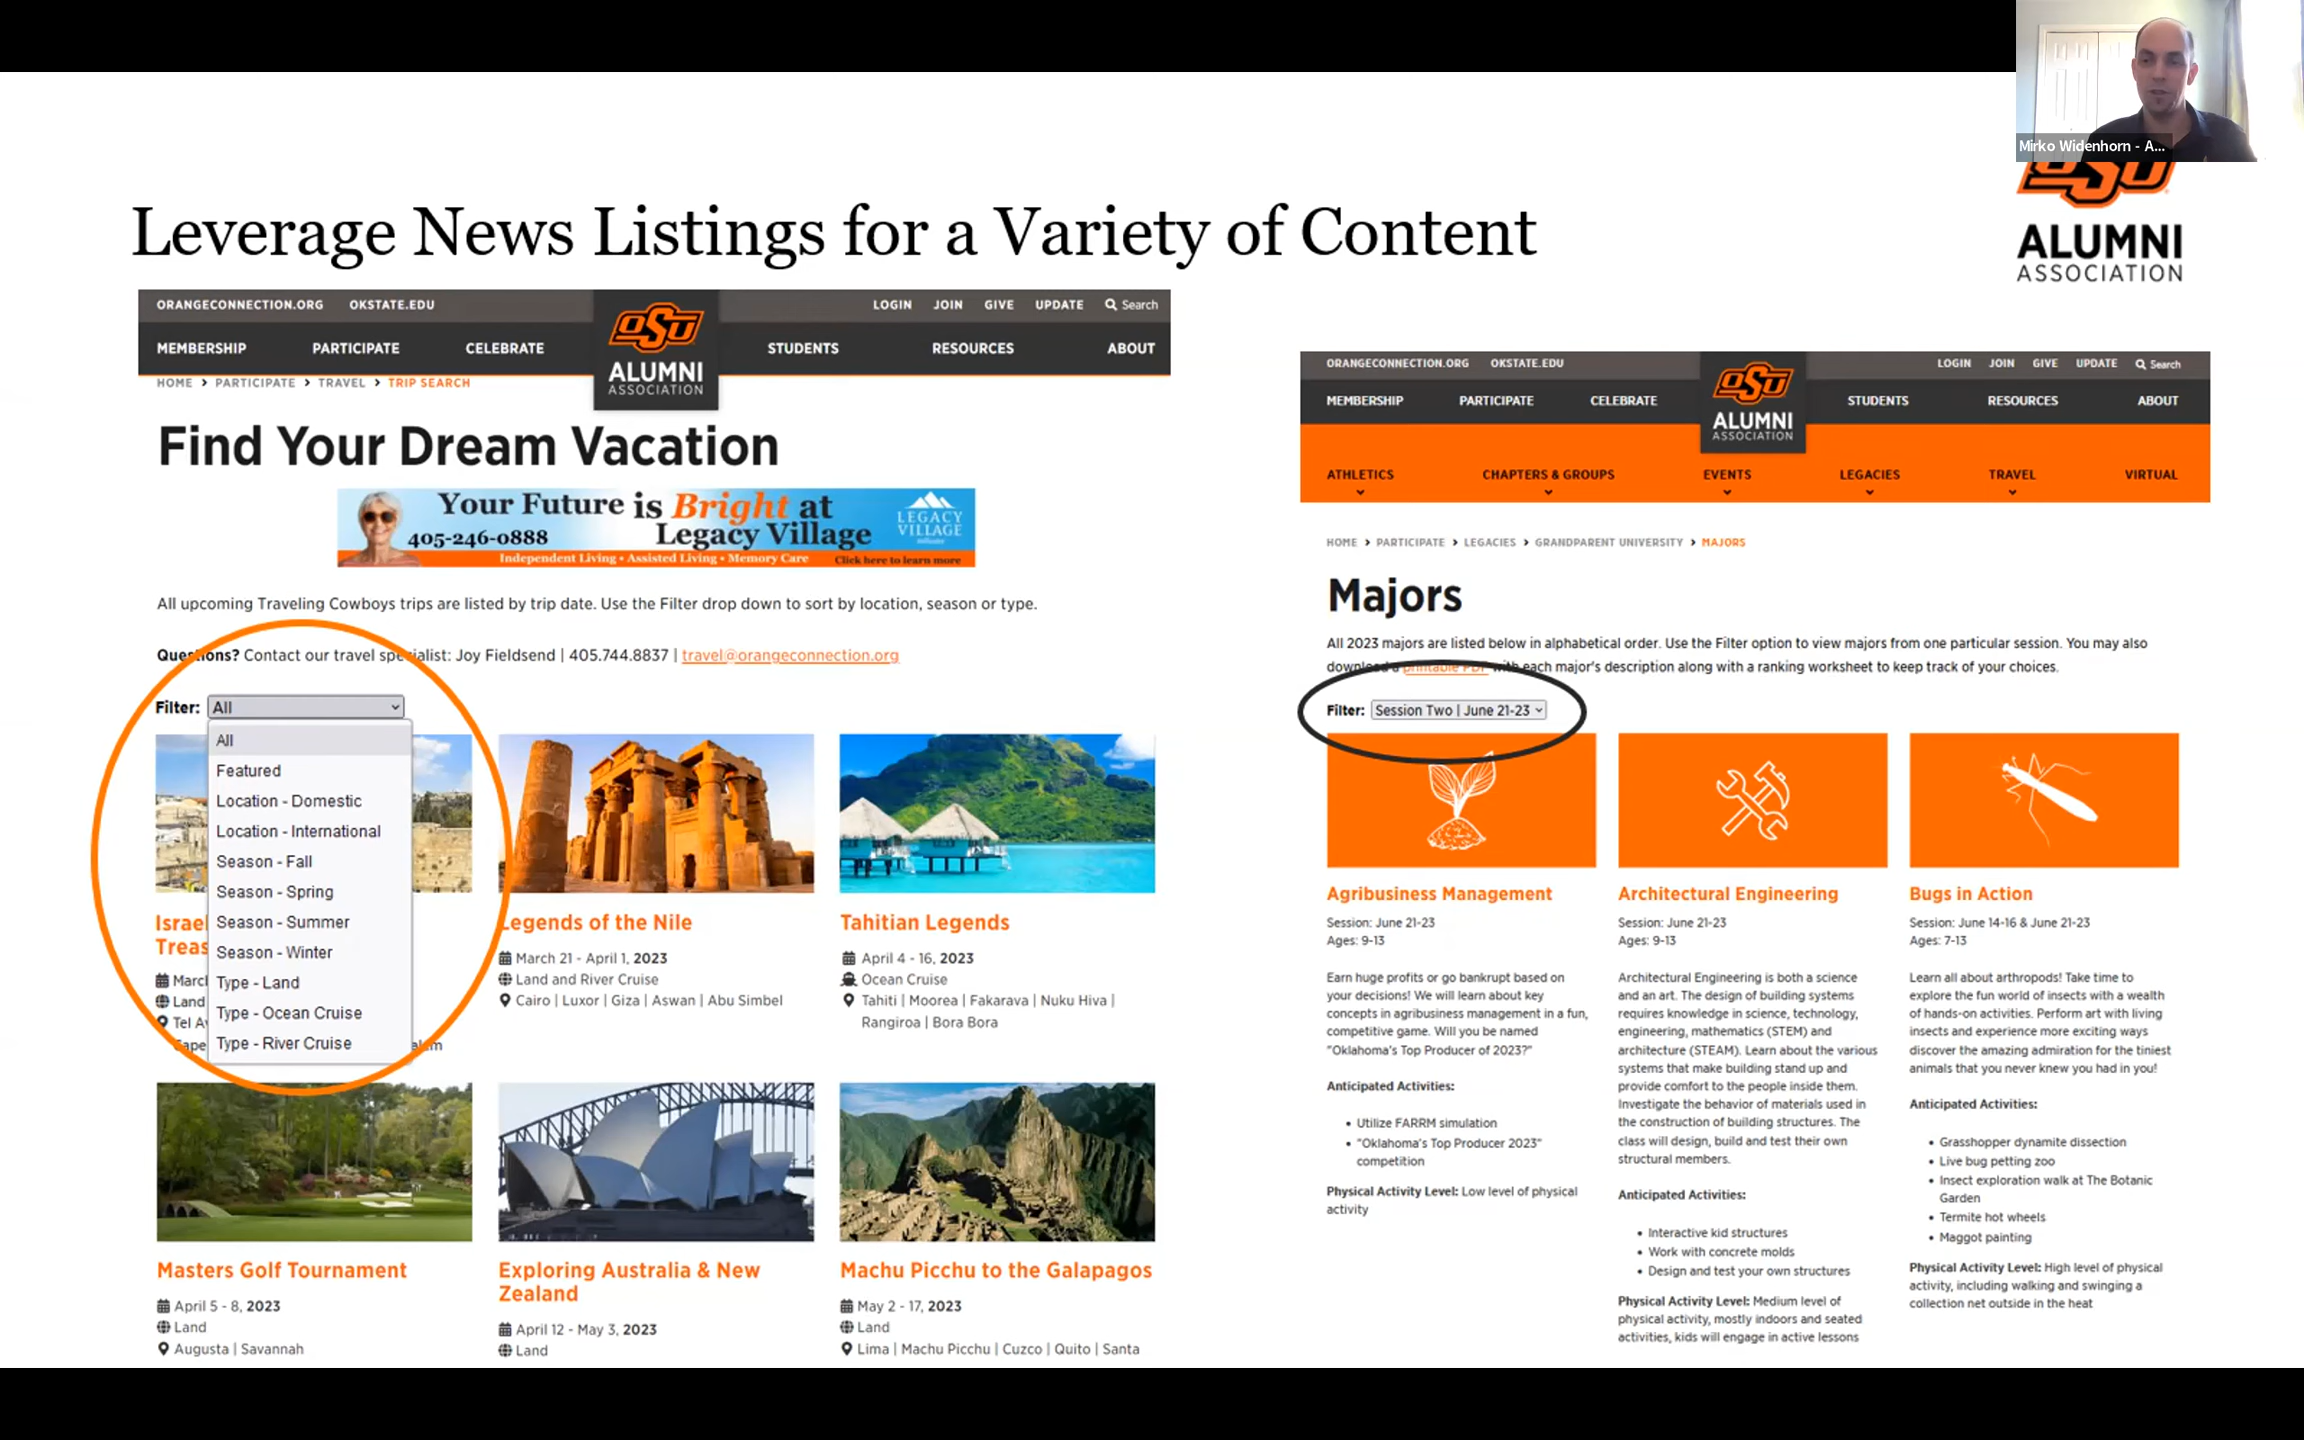 Mirko Widenhorn - A...
OSU
ALUMNI
ASSOCIATION
Leverage News Listings for a Variety of Content
ORANGECONNECTION.ORG OKSTATE.EDU
LOGIN JOIN GIVE UPDATE Search
MEMBERSHIP PARTICIPATE CELEBRATE
OSU
ALUMNI
ASSOCIATION
STUDENTS RESOURCES ABOUT
HOME > PARTICIPATE > TRAVEL > TRIP SEARCH
Find Your Dream Vacation
Your Future is Bright at
Legacy Village
405-246-0888
LEGACY
VILLAGE
Independent Living • Assisted Living • Memory Care
Click here to learn more
All upcoming Traveling Cowboys trips are listed by trip date. Use the Filter drop down to sort by location, season or type.
Questions? Contact our travel specialist: Joy Fieldsend | 405.744.8837 | travel@orangeconnection.org
Filter: All
All
Featured
Location - Domestic
Location - International
Season - Fall
Season - Spring
Season - Summer
Season - Winter
Type - Land
Type - Ocean Cruise
Type - River Cruise
Israel
Treas
Marc
Land
Tel A
Legends of the Nile
March 21 - April 1, 2023
Land and River Cruise
Cairo | Luxor | Giza | Aswan | Abu Simbel
Tahitian Legends
April 4 - 16, 2023
Ocean Cruise
Tahiti | Moorea | Fakarava | Nuku Hiva |
Rangiroa | Bora Bora
Masters Golf Tournament
April 5 - 8, 2023
Land
Augusta | Savannah
Exploring Australia & New
Zealand
April 12 - May 3, 2023
Land
Machu Picchu to the Galapagos
May 2 - 17, 2023
Land
Lima | Machu Picchu | Cuzco | Quito | Santa
ORANGECONNECTION.ORG OKSTATE.EDU
LOGIN JOIN GIVE UPDATE Search
MEMBERSHIP PARTICIPATE CELEBRATE
OSU
ALUMNI
ASSOCIATION
STUDENTS RESOURCES ABOUT
ATHLETICS CHAPTERS & GROUPS EVENTS LEGACIES TRAVEL VIRTUAL
HOME > PARTICIPATE > LEGACIES > GRANDPARENT UNIVERSITY > MAJORS
Majors
All 2023 majors are listed below in alphabetical order. Use the Filter option to view majors from one particular session. You may also
download a printable PDF with each major's description along with a ranking worksheet to keep track of your choices.
Filter: Session Two | June 21-23
Agribusiness Management
Session: June 21-23
Ages: 9-13
Earn huge profits or go bankrupt based on
your decisions! We will learn about key
concepts in agribusiness management in a fun,
competitive game. Will you be named
"Oklahoma's Top Producer of 2023?"
Anticipated Activities:
• Utilize FARRM simulation
• "Oklahoma's Top Producer 2023"
competition
Physical Activity Level: Low level of physical
activity
Architectural Engineering
Session: June 21-23
Ages: 9-13
Architectural Engineering is both a science
and an art. The design of building systems
requires knowledge in science, technology,
engineering, mathematics (STEM) and
architecture (STEAM). Learn about the various
systems that make building stand up and
provide comfort to the people inside them.
Investigate the behavior of materials used in
the construction of building structures. The
class will design, build and test their own
structural members.
Anticipated Activities:
• Interactive kid structures
• Work with concrete molds
• Design and test your own structures
Physical Activity Level: Medium level of
physical activity, mostly indoors and seated
activities, kids will engage in active lessons
Bugs in Action
Session: June 14-16 & June 21-23
Ages: 7-13
Learn all about arthropods! Take time to
explore the fun world of insects with a wealth
of hands-on activities. Perform art with living
insects and experience more exciting ways
discover the amazing admiration for the tiniest
animals that you never knew you had in you!
Anticipated Activities:
• Grasshopper dynamite dissection
• Live bug petting zoo
• Insect exploration walk at The Botanic
Garden
• Termite hot wheels
• Maggot painting
Physical Activity Level: High level of physical
activity, including walking and swinging a
collection net outside in the heat